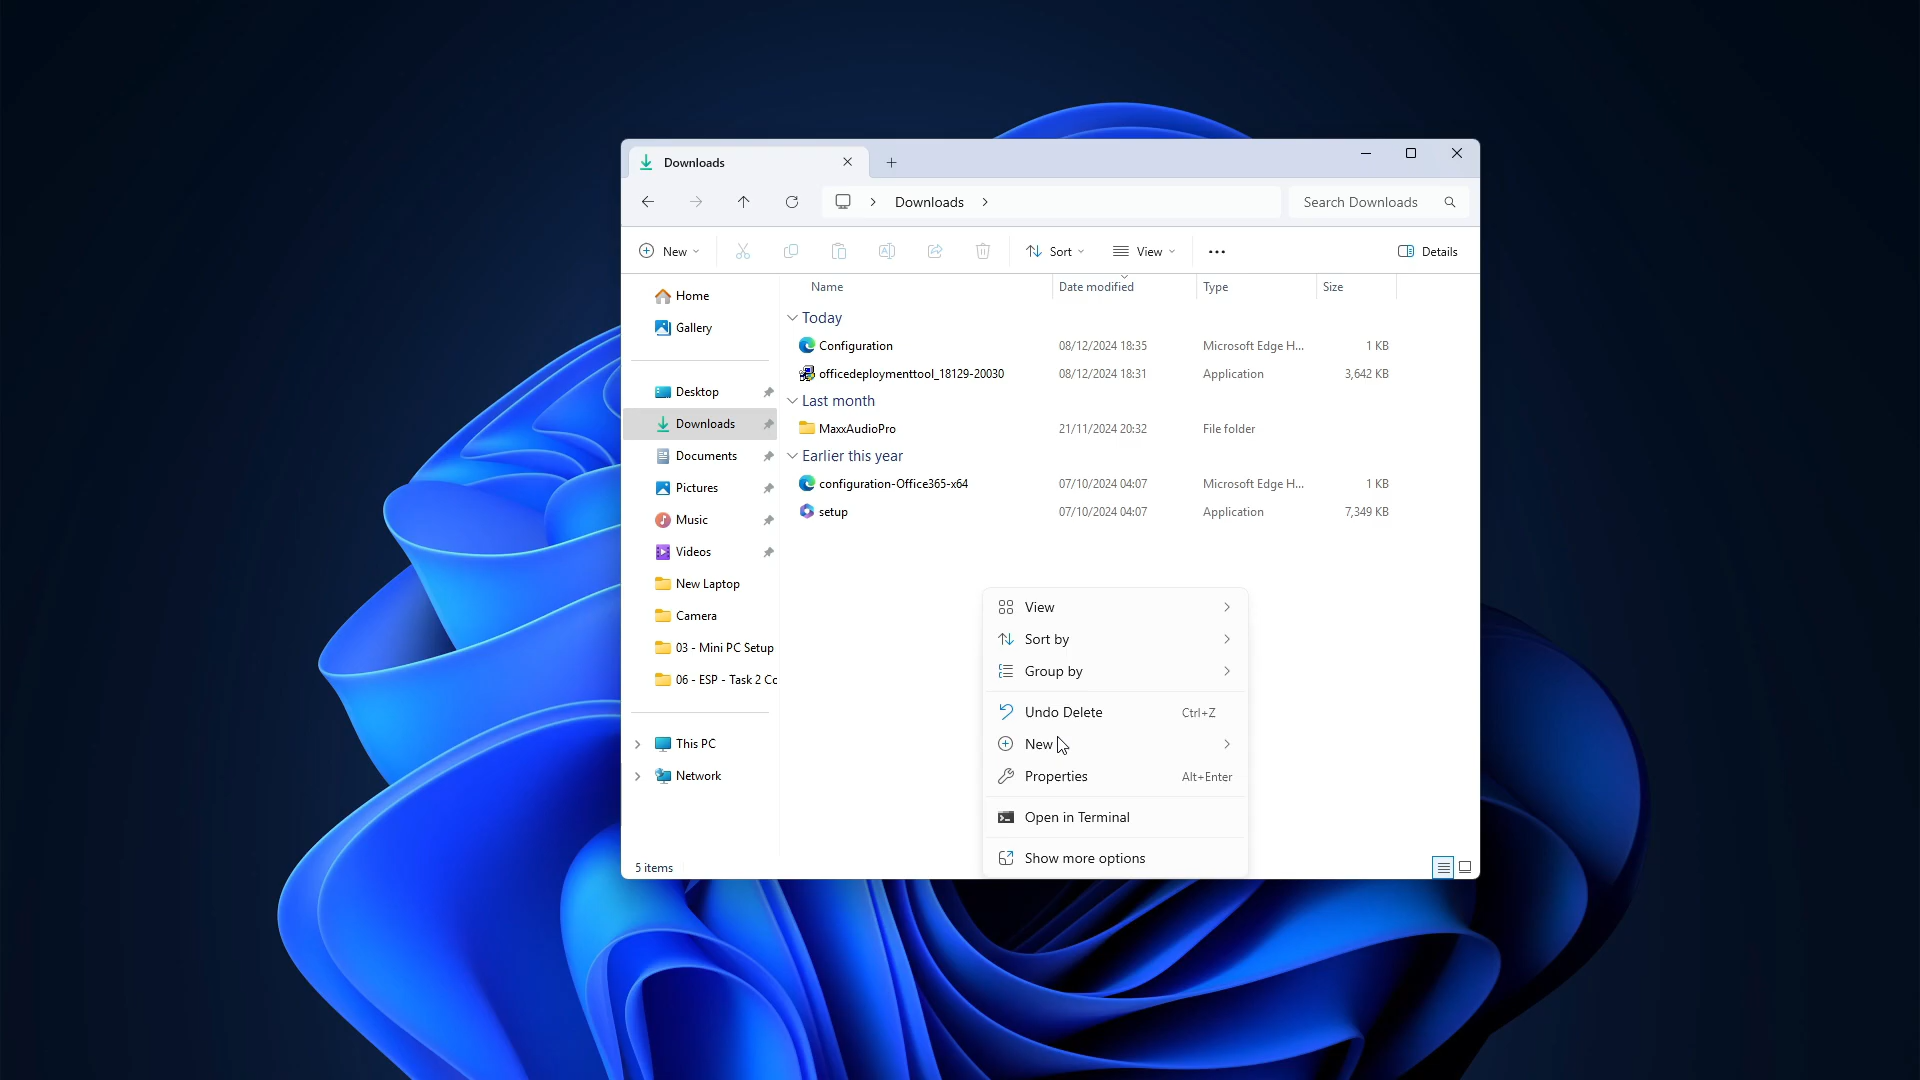 Downloads
Downloads
Search Downloads
New
Sort
View
Details
Home
Gallery
Desktop
Downloads
Documents
Pictures
Music
Videos
New Laptop
Camera
03 - Mini PC Setup
06 - ESP - Task 2 Cc
This PC
Network
Name Date modified Type Size
Today
Configuration 08/12/2024 18:35 Microsoft Edge H... 1 KB
officedeploymenttool_18129-20030 08/12/2024 18:31 Application 3,642 KB
Last month
MaxxAudioPro 21/11/2024 20:32 File folder
Earlier this year
configuration-Office365-x64 07/10/2024 04:07 Microsoft Edge H... 1 KB
setup 07/10/2024 04:07 Application 7,349 KB
View
Sort by
Group by
Undo Delete Ctrl+Z
New
Properties Alt+Enter
Open in Terminal
Show more options
5 items